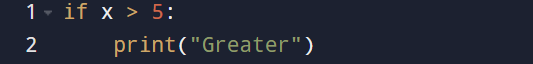 1 if x > 5:
2     print("Greater")